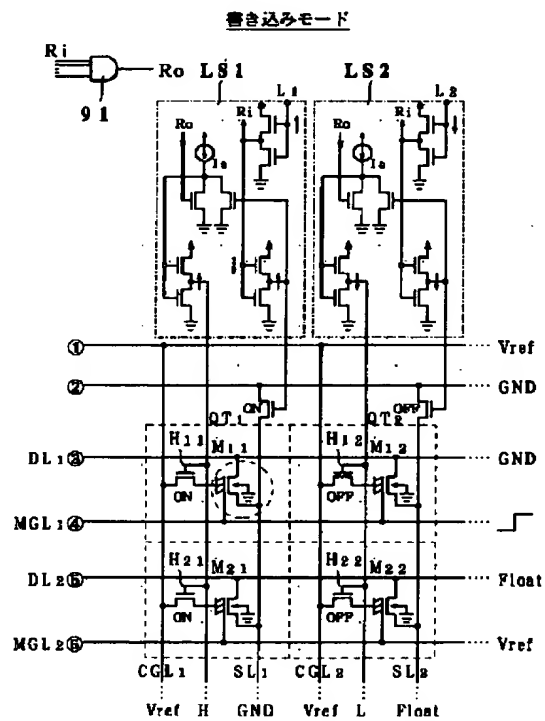 書き込みモード
Ri
Ro
91
LS1
LS2
L1
L2
Ro
Ri
Ia
Ro
Ri
Ia
① Vref
② GND
ON
OFF
QT1
QT2
H11
M11
H12
M12
DL1③ GND
ON
OFF
MGL1④
H21
M21
H22
M22
DL2⑤ Float
ON
OFF
MGL2⑥ Vref
CGL1
SL1
CGL2
SL2
Vref H GND Vref L Float